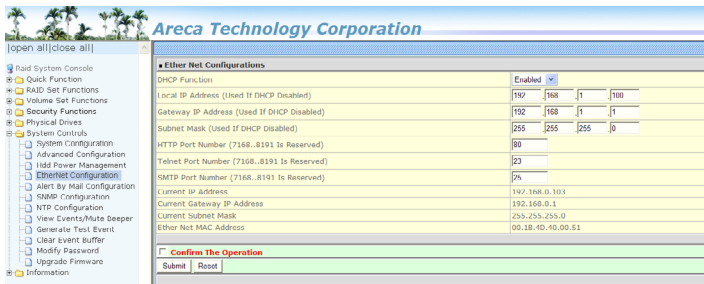 Areca Technology Corporation
|open all|close all|
Raid System Console
Quick Function
RAID Set Functions
Volume Set Functions
Security Functions
Physical Drives
System Controls
System Configuration
Advanced Configuration
Hdd Power Management
EtherNet Configuration
Alert By Mail Configuration
SNMP Configuration
NTP Configuration
View Events/Mute Beeper
Generate Test Event
Clear Event Buffer
Modify Password
Upgrade Firmware
Information
Ether Net Configurations
DHCP Function Enabled
Local IP Address (Used If DHCP Disabled) 192 .168 .1 .100
Gateway IP Address (Used If DHCP Disabled) 192 .168 .1 .1
Subnet Mask (Used If DHCP Disabled) 255 .255 .255 .0
HTTP Port Number (7168..8191 Is Reserved) 80
Telnet Port Number (7168..8191 Is Reserved) 23
SMTP Port Number (7168..8191 Is Reserved) 25
Current IP Address 192.168.0.103
Current Gateway IP Address 192.168.0.1
Current Subnet Mask 255.255.255.0
Ether Net MAC Address 00.1B.4D.40.00.51
Confirm The Operation
Submit Reset